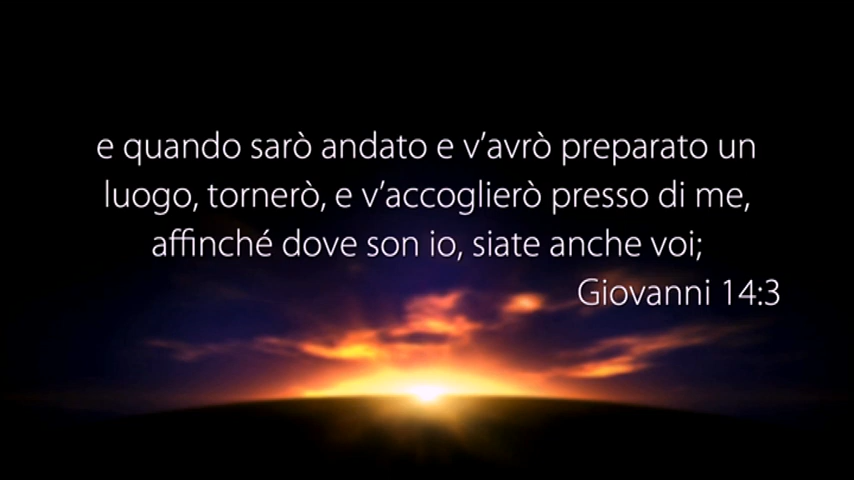 e quando sarò andato e v’avrò preparato un
luogo, tornerò, e v’accoglierò presso di me,
affinché dove son io, siate anche voi;
Giovanni 14:3